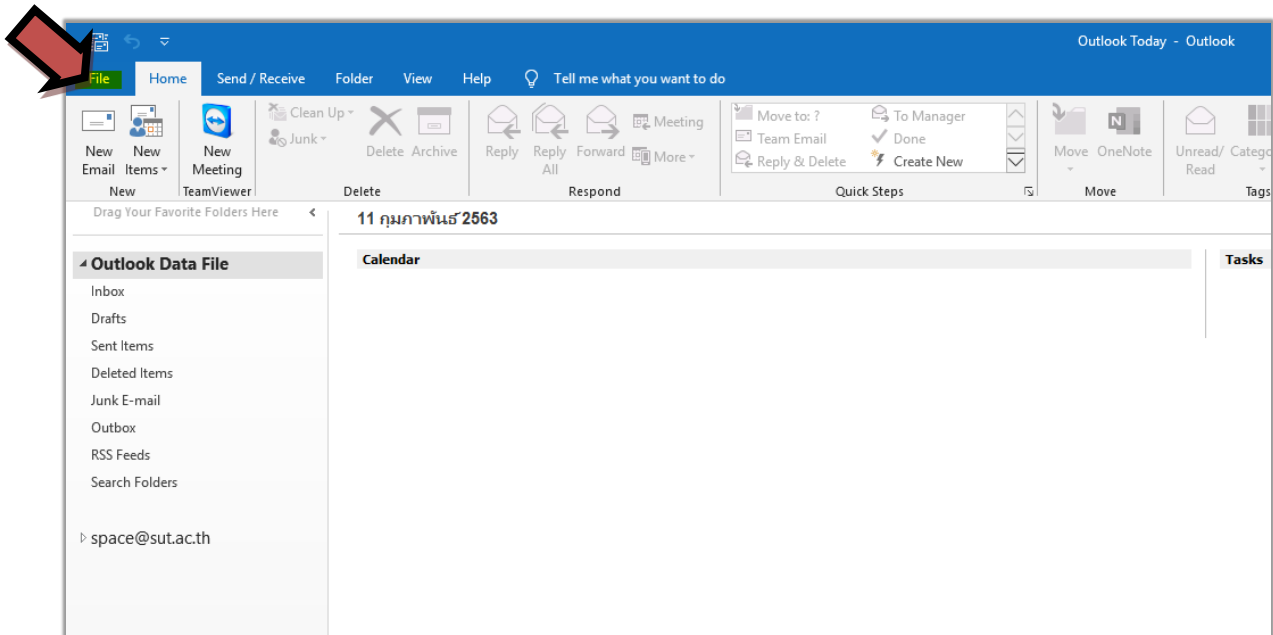 Outlook Today - Outlook
File Home Send / Receive Folder View Help Tell me what you want to do
New Email
New Items
New
New Meeting
TeamViewer
Clean Up
Junk
Delete Archive
Delete
Reply Reply All Forward
Meeting
More
Respond
Move to: ? To Manager
Team Email Done
Reply & Delete Create New
Quick Steps
Move OneNote
Move
Unread/ Read
Catego
Tags
Drag Your Favorite Folders Here
11 กุมภาพันธ์ 2563
Outlook Data File
Calendar Tasks
Inbox
Drafts
Sent Items
Deleted Items
Junk E-mail
Outbox
RSS Feeds
Search Folders
space@sut.ac.th